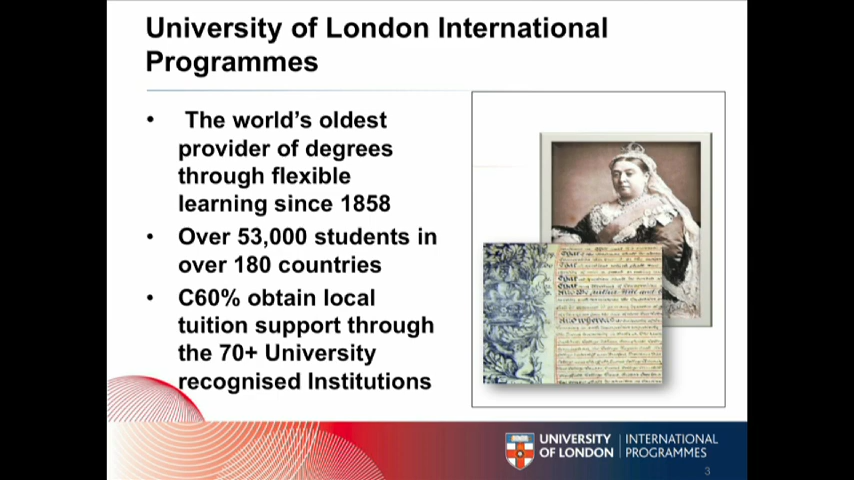 University of London International
Programmes
• The world's oldest
provider of degrees
through flexible
learning since 1858
• Over 53,000 students in
over 180 countries
• C60% obtain local
tuition support through
the 70+ University
recognised Institutions
UNIVERSITY OF LONDON | INTERNATIONAL PROGRAMMES
3